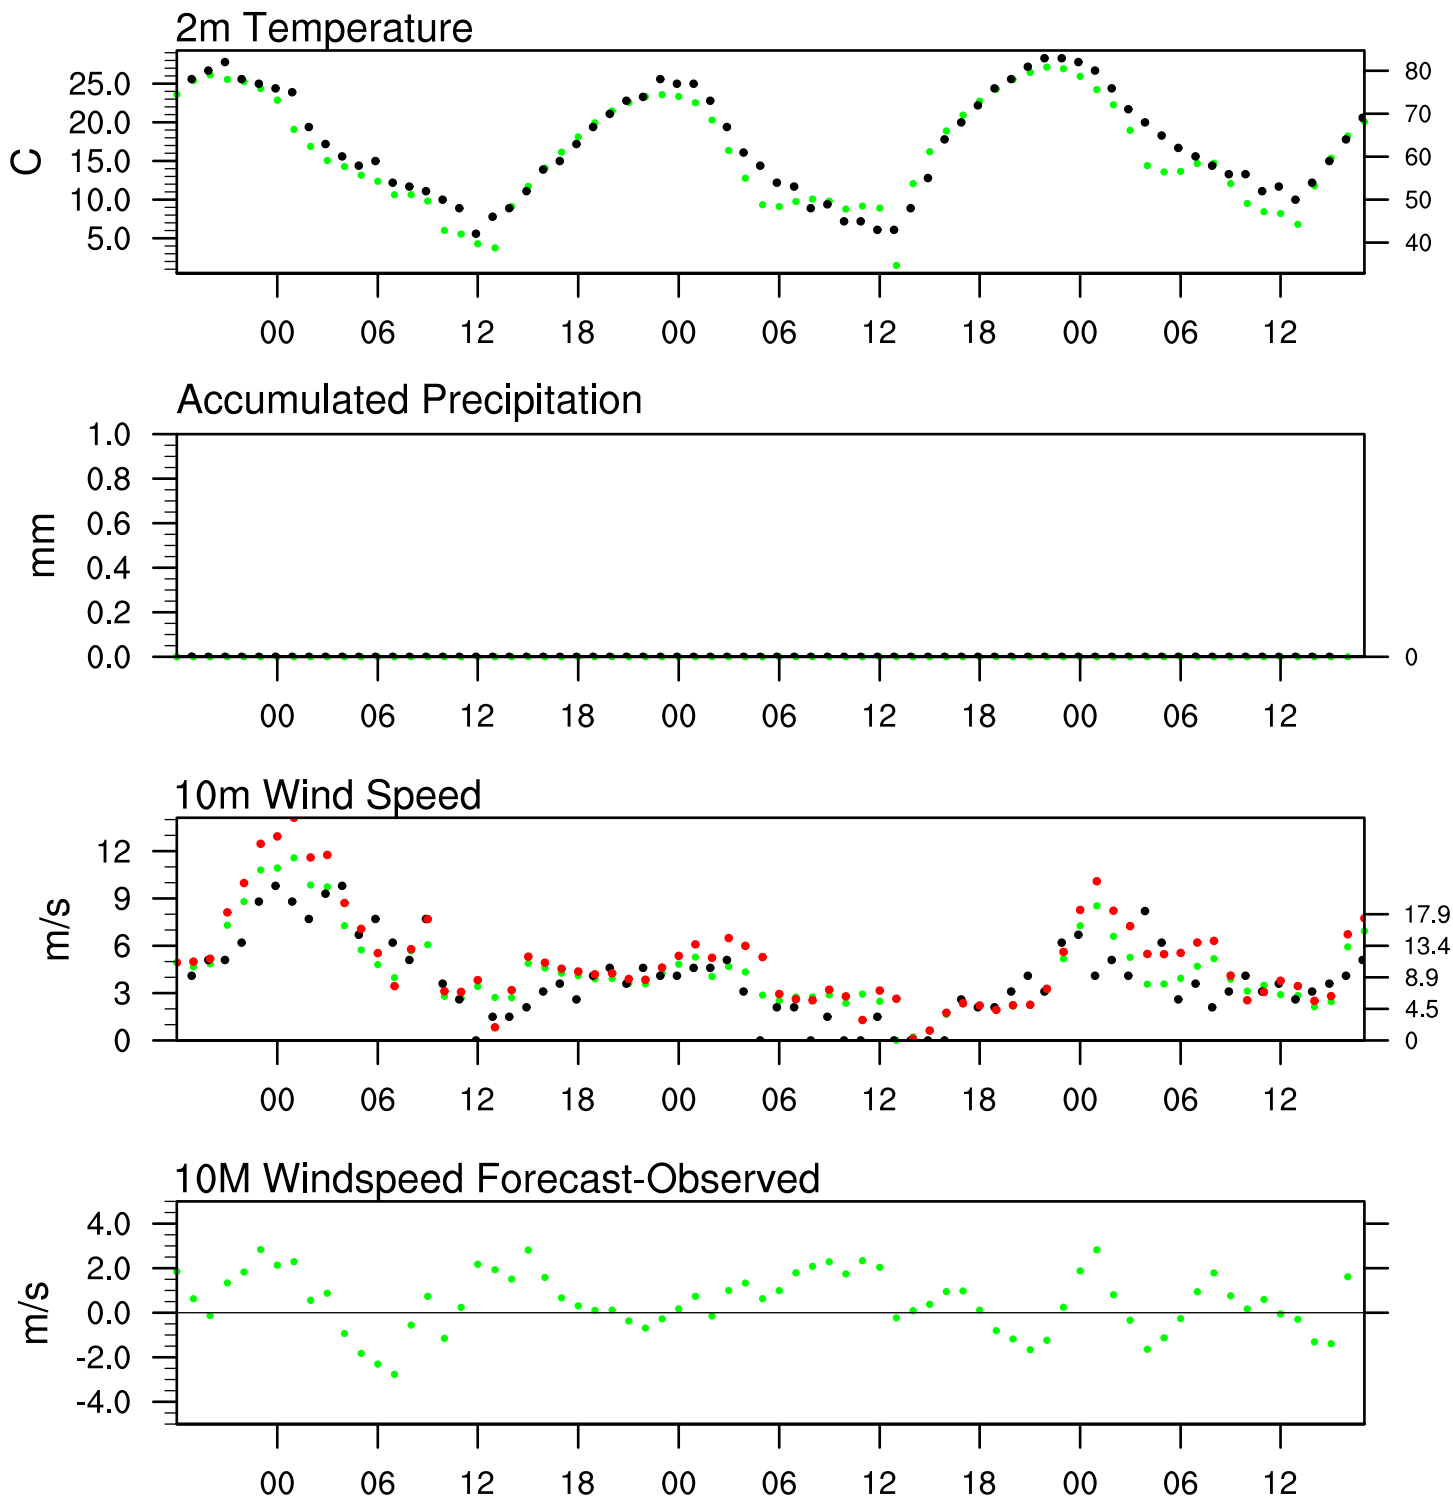 2m Temperature
25.0
20.0
15.0
10.0
5.0
C
80
70
60
50
40
00 06 12 18 00 06 12 18 00 06 12
Accumulated Precipitation
1.0
0.8
0.6
0.4
0.2
0.0
mm
0
00 06 12 18 00 06 12 18 00 06 12
10m Wind Speed
12
9
6
3
0
m/s
17.9
13.4
8.9
4.5
0
00 06 12 18 00 06 12 18 00 06 12
10M Windspeed Forecast-Observed
4.0
2.0
0.0
-2.0
-4.0
m/s
00 06 12 18 00 06 12 18 00 06 12